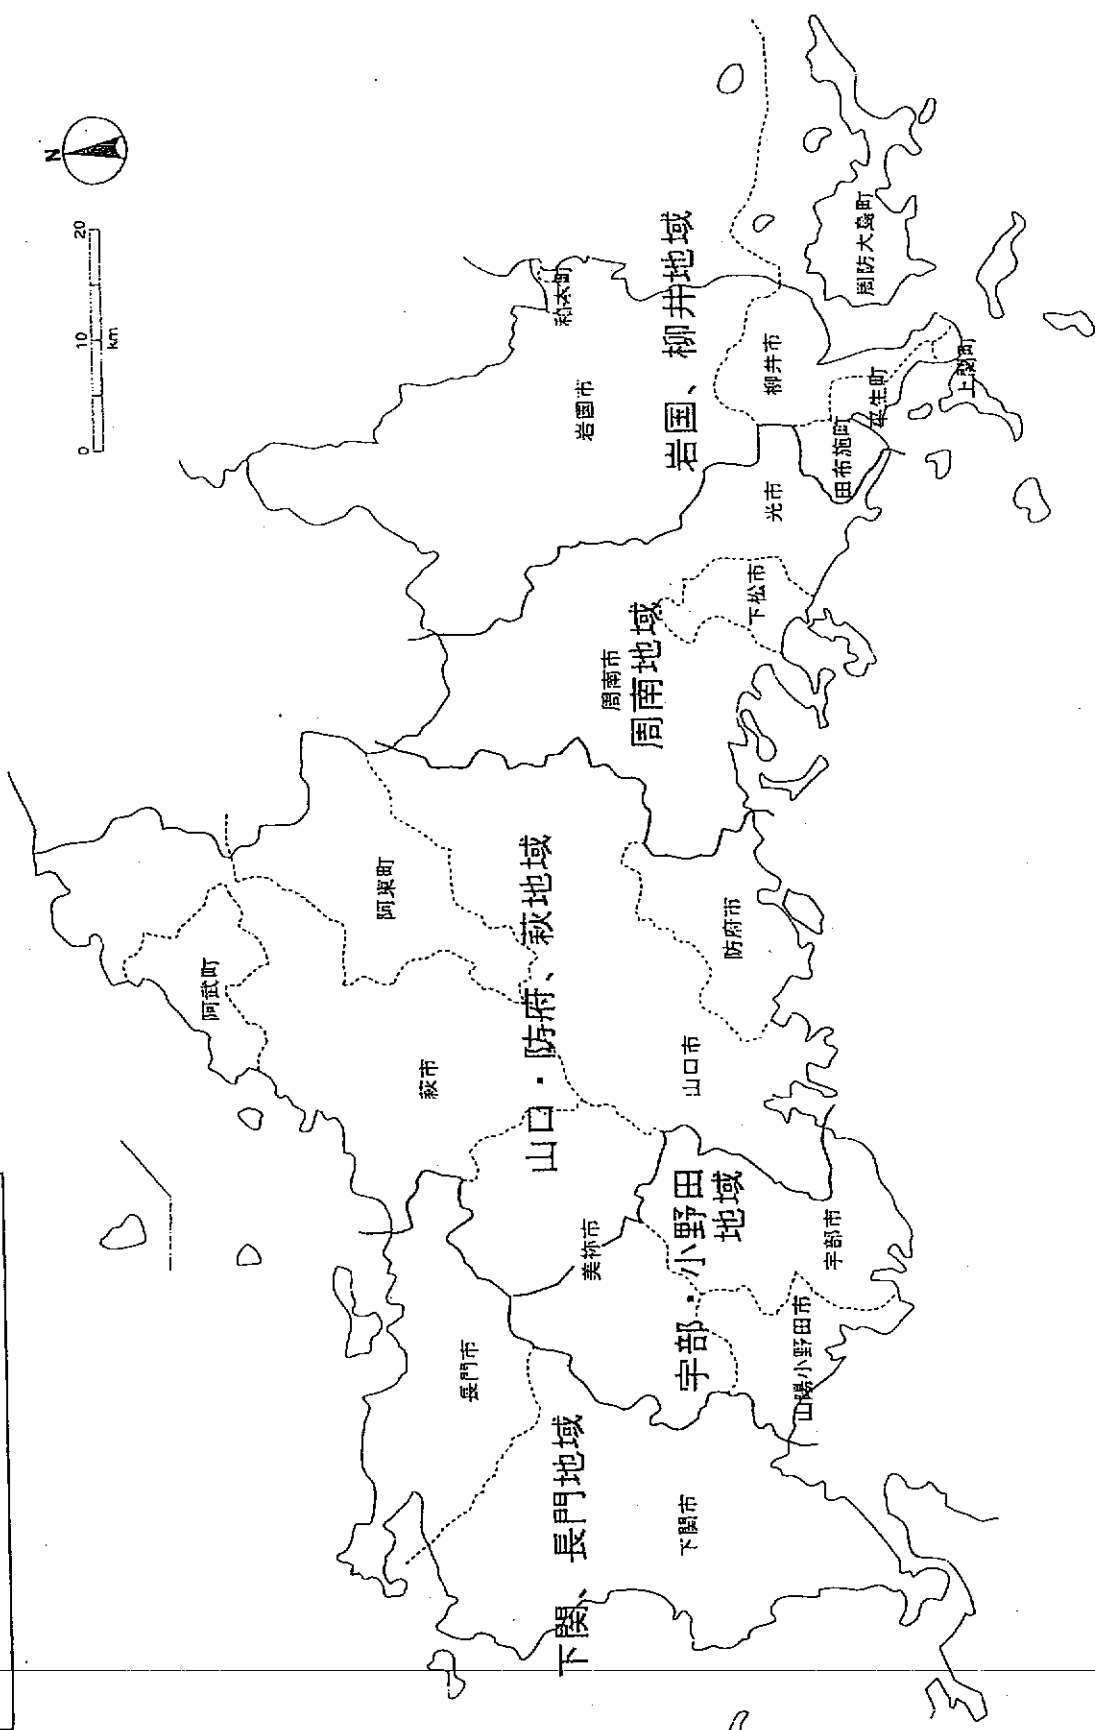 N
0 10 20
km
阿武町
萩市
阿東町
山口・防府、萩地域
山口市
防府市
長門市
美祢市
下関、長門地域
下関市
宇部・小野田
地域
宇部市
山陽小野田市
周南市
周南地域
下松市
光市
岩国市
和木町
岩国、柳井地域
柳井市
田布施町
平生町
上関町
周防大島町